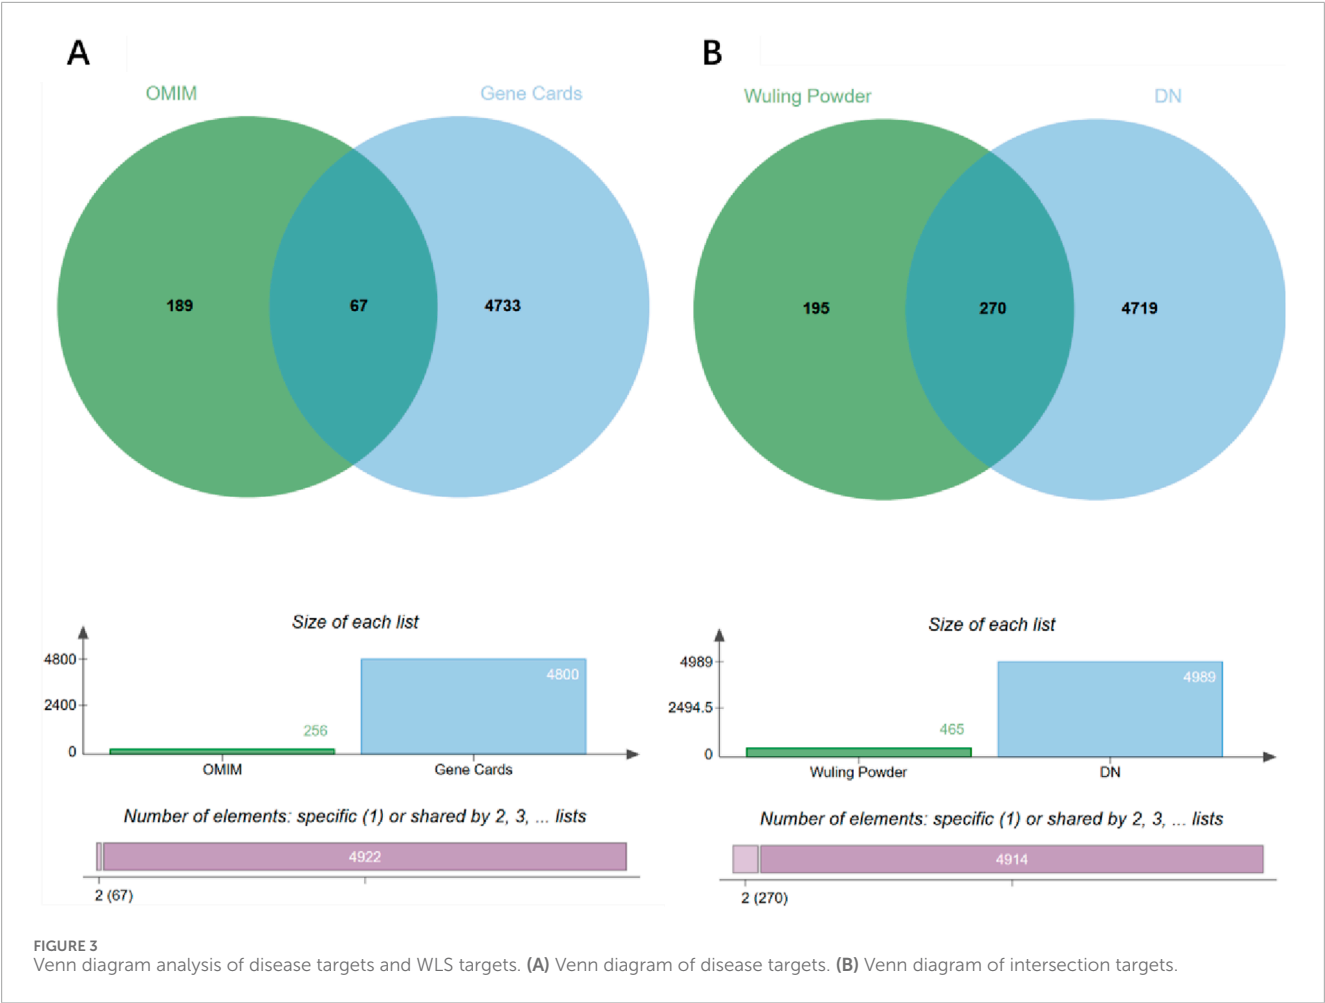 A
OMIM
Gene Cards
189
67
4733
Size of each list
4800
2400
0
256
4800
OMIM
Gene Cards
Number of elements: specific (1) or shared by 2, 3, ... lists
4922
2 (67)
B
Wuling Powder
DN
195
270
4719
Size of each list
4989
2494.5
0
465
4989
Wuling Powder
DN
Number of elements: specific (1) or shared by 2, 3, ... lists
4914
2 (270)
FIGURE 3
Venn diagram analysis of disease targets and WLS targets. (A) Venn diagram of disease targets. (B) Venn diagram of intersection targets.